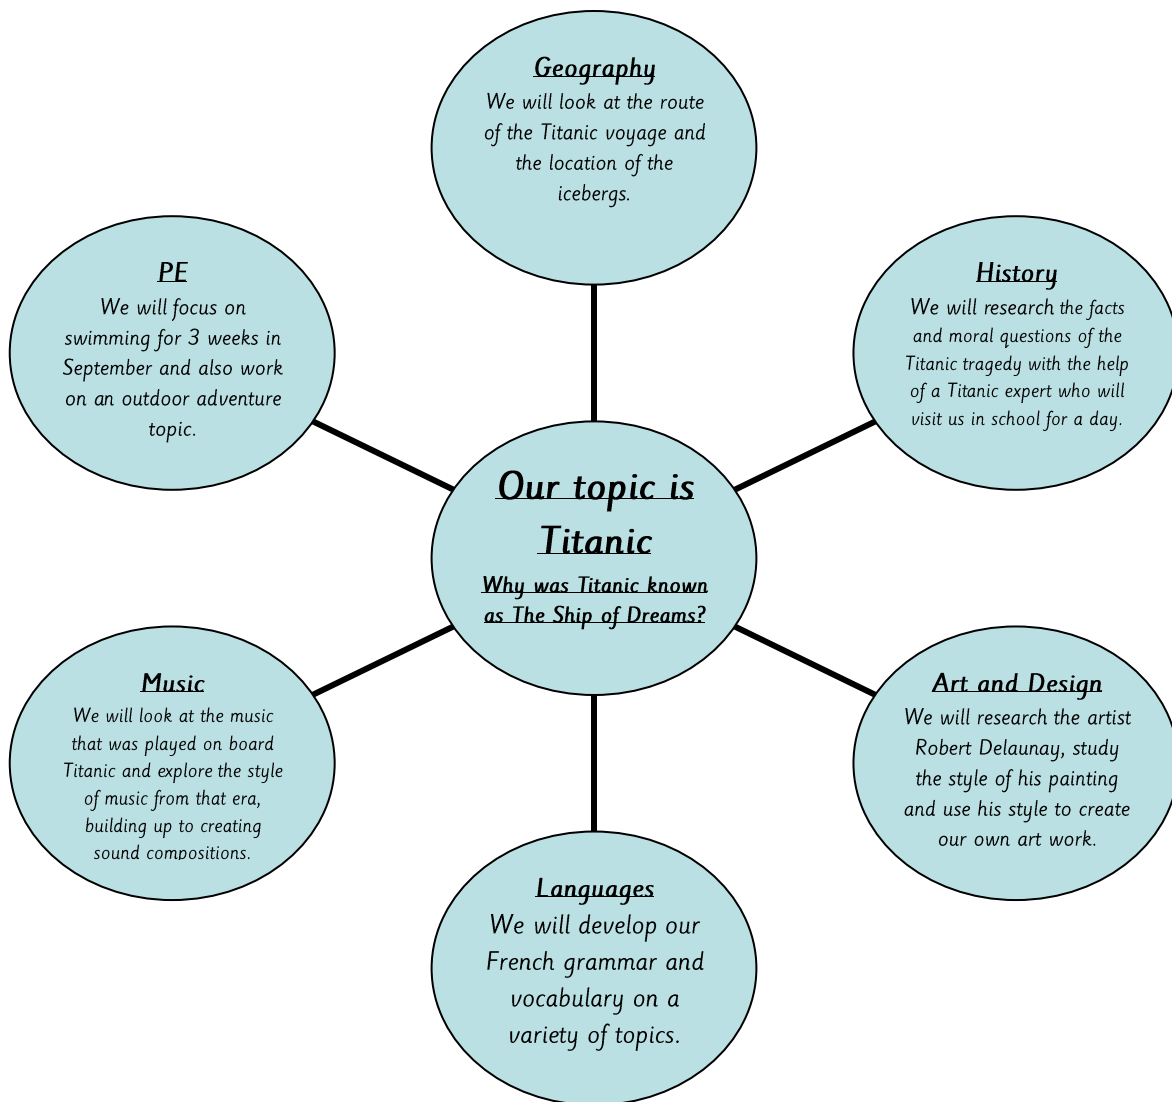 Geography
We will look at the route
of the Titanic voyage and
the location of the
icebergs.
History
We will research the facts
and moral questions of the
Titanic tragedy with the help
of a Titanic expert who will
visit us in school for a day.
PE
We will focus on
swimming for 3 weeks in
September and also work
on an outdoor adventure
topic.
Our topic is
Titanic
Why was Titanic known
as The Ship of Dreams?
Music
We will look at the music
that was played on board
Titanic and explore the style
of music from that era,
building up to creating
sound compositions.
Art and Design
We will research the artist
Robert Delaunay, study
the style of his painting
and use his style to create
our own art work.
Languages
We will develop our
French grammar and
vocabulary on a
variety of topics.